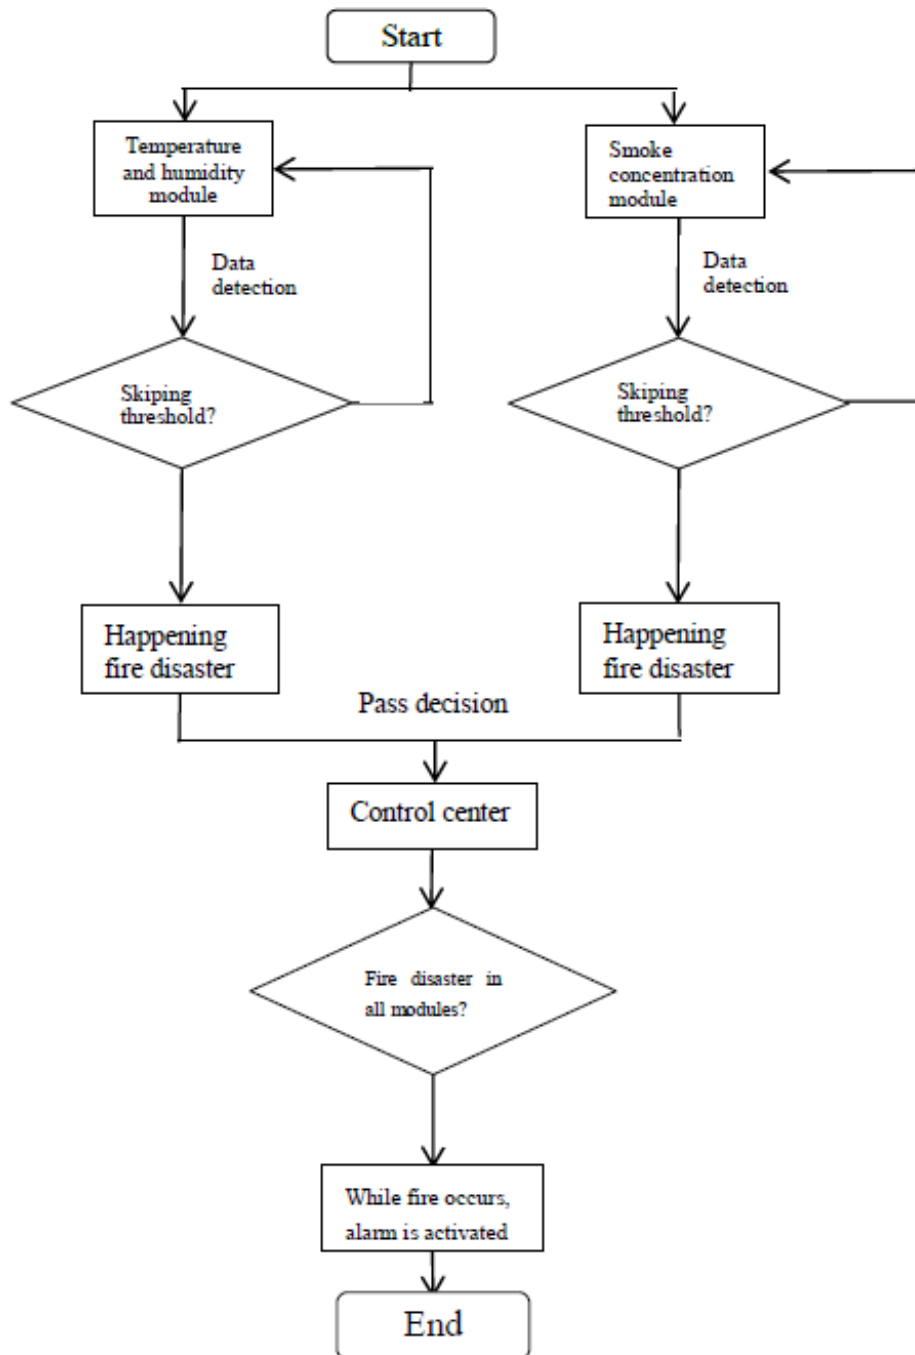 Start
Temperature
and humidity
module
Smoke
concentration
module
Data
detection
Data
detection
Skiping
threshold?
Skiping
threshold?
Happening
fire disaster
Happening
fire disaster
Pass decision
Control center
Fire disaster in
all modules?
While fire occurs,
alarm is activated
End